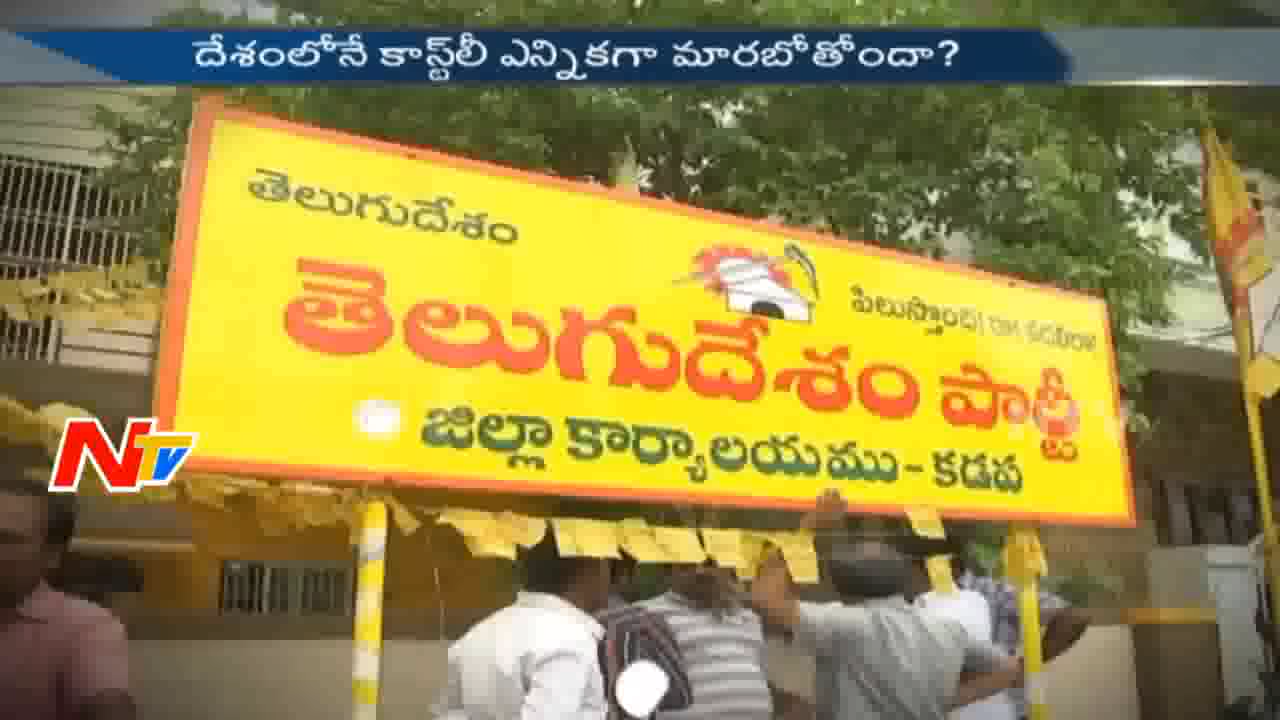 దేశంలోనే కాస్ట్‌లీ ఎన్నికగా మారబోతోందా?
తెలుగుదేశం
పిలుస్తోంది! రా!
తెలుగుదేశం పార్టీ
జిల్లా కార్యాలయము - కడప
NTV